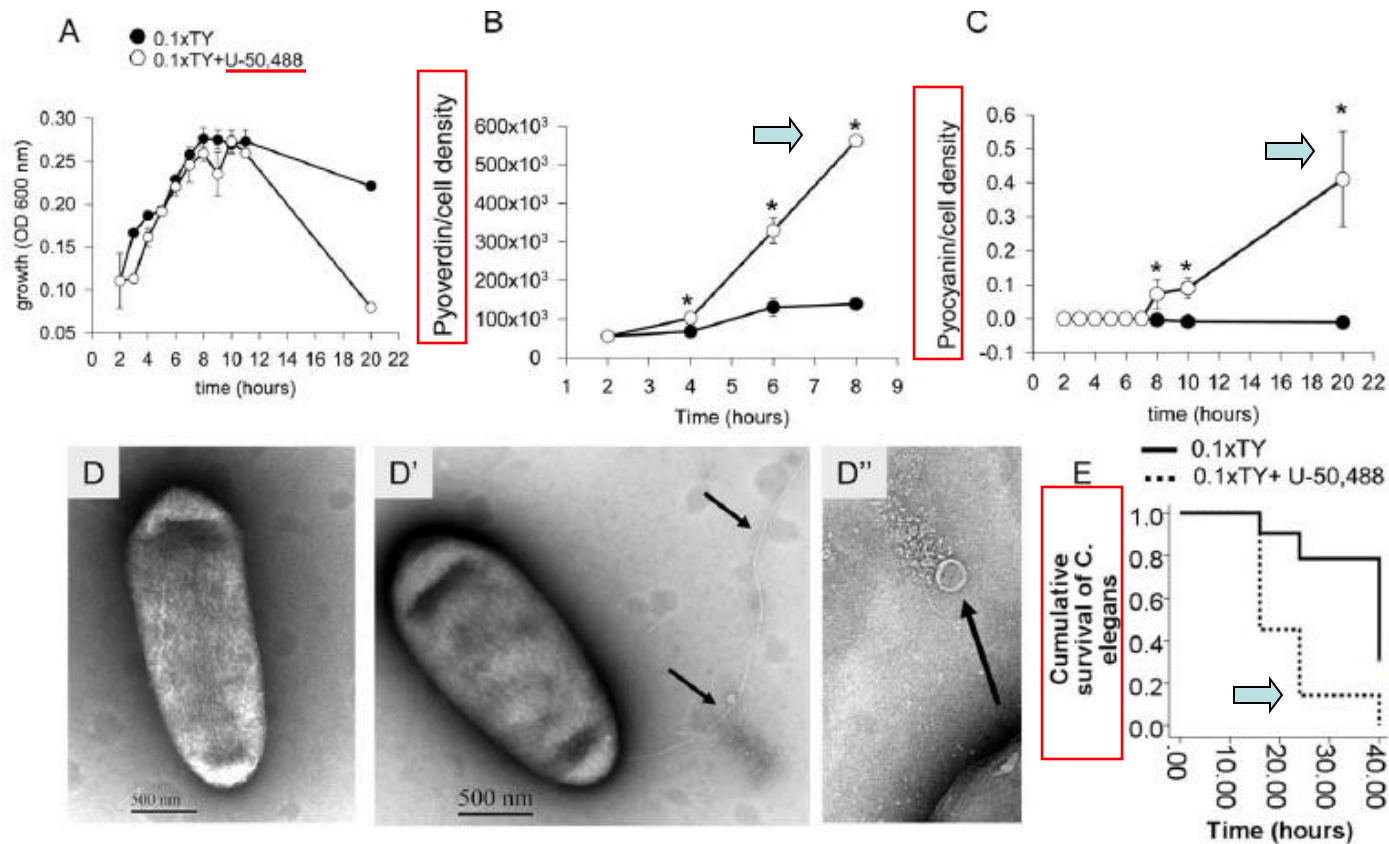 A
0.1xTY
0.1xTY+U-50,488
growth (OD 600 nm)
0.30
0.25
0.20
0.15
0.10
0.05
0 2 4 6 8 10 12 14 16 18 20 22
time (hours)
B
Pyoverdin/cell density
600x10³
500x10³
400x10³
300x10³
200x10³
100x10³
0
*
*
*
1 2 3 4 5 6 7 8 9
Time (hours)
C
Pyocyanin/cell density
0.6
0.5
0.4
0.3
0.2
0.1
0.0
-0.1
*
* *
0 2 4 6 8 10 12 14 16 18 20 22
time (hours)
D
500 nm
D'
500 nm
D''
E
0.1xTY
0.1xTY+ U-50,488
Cumulative
survival of C.
elegans
1.0
0.8
0.6
0.4
0.2
0.0
.00
10.00
20.00
30.00
40.00
Time (hours)